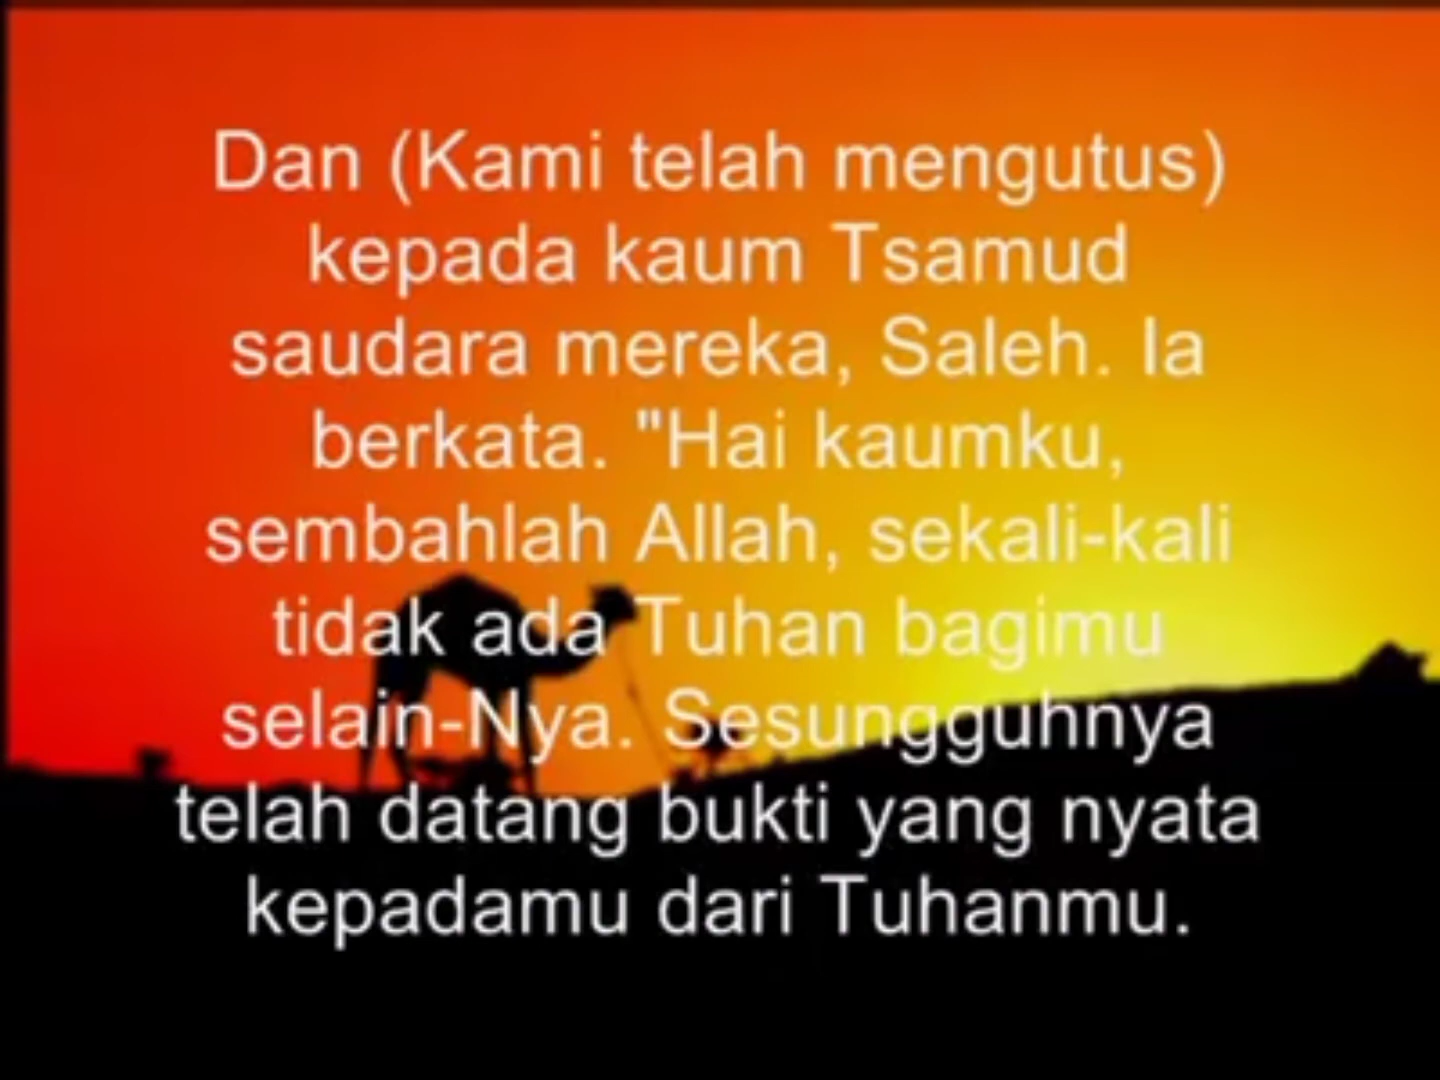 Dan (Kami telah mengutus)
kepada kaum Tsamud
saudara mereka, Saleh. Ia
berkata. "Hai kaumku,
sembahlah Allah, sekali-kali
tidak ada Tuhan bagimu
selain-Nya. Sesungguhnya
telah datang bukti yang nyata
kepadamu dari Tuhanmu.